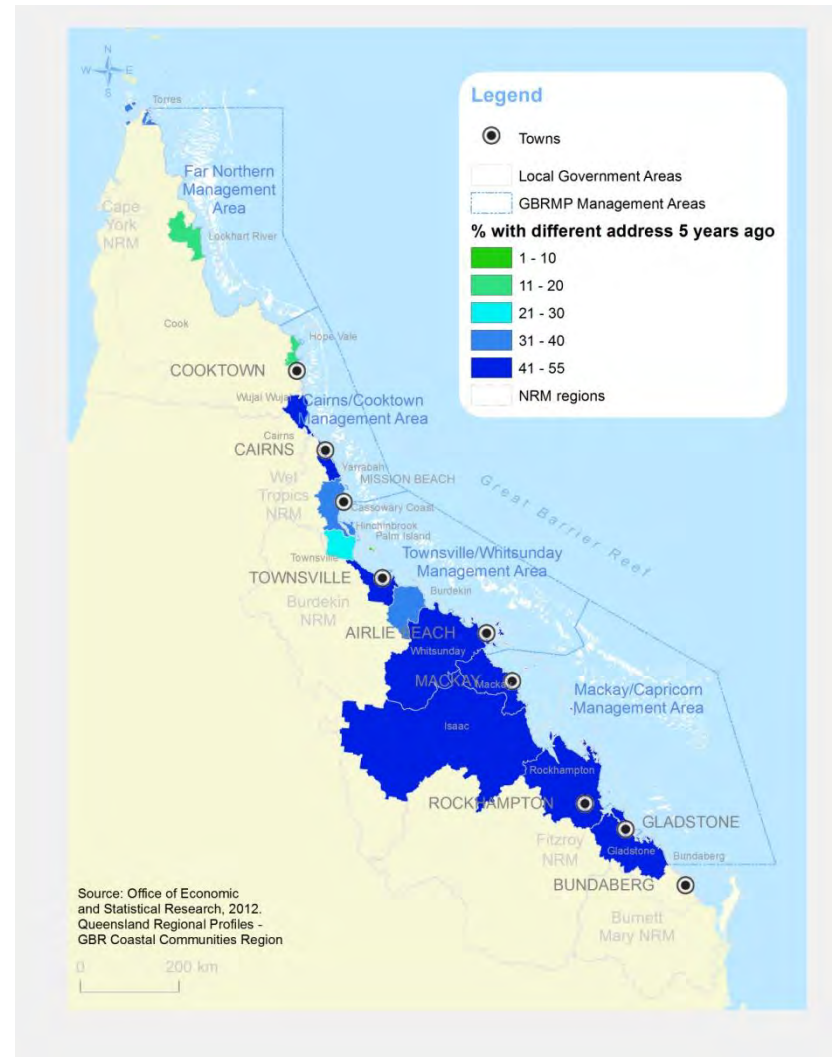 N
W E
S
Torres
Far Northern
Management
Area
Cape
York
NRM
Lockhart River
Cook
Hope Vale
COOKTOWN
Wujal Wujal
Cairns/Cooktown
Management Area
Cairns
CAIRNS
Yarrabah
MISSION BEACH
Wet
Tropics
NRM
Cassowary Coast
Hinchinbrook
Palm Island
Great Barrier Reef
Townsville
Townsville/Whitsunday
Management Area
TOWNSVILLE
Burdekin
Burdekin
NRM
AIRLIE BEACH
Whitsunday
MACKAY
Mackay
Mackay/Capricorn
Management Area
Isaac
Rockhampton
ROCKHAMPTON
GLADSTONE
Fitzroy
NRM
Gladstone
Bundaberg
BUNDABERG
Burnett
Mary NRM
Legend
Towns
Local Government Areas
GBRMP Management Areas
% with different address 5 years ago
1 - 10
11 - 20
21 - 30
31 - 40
41 - 55
NRM regions
Source: Office of Economic
and Statistical Research, 2012.
Queensland Regional Profiles -
GBR Coastal Communities Region
0 200 km